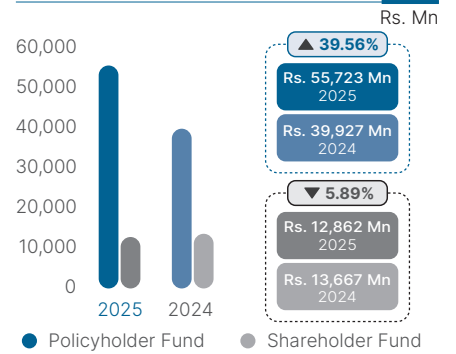 Rs. Mn
60,000
50,000
40,000
30,000
20,000
10,000
0
2025
2024
▲ 39.56%
Rs. 55,723 Mn
2025
Rs. 39,927 Mn
2024
▼ 5.89%
Rs. 12,862 Mn
2025
Rs. 13,667 Mn
2024
Policyholder Fund
Shareholder Fund